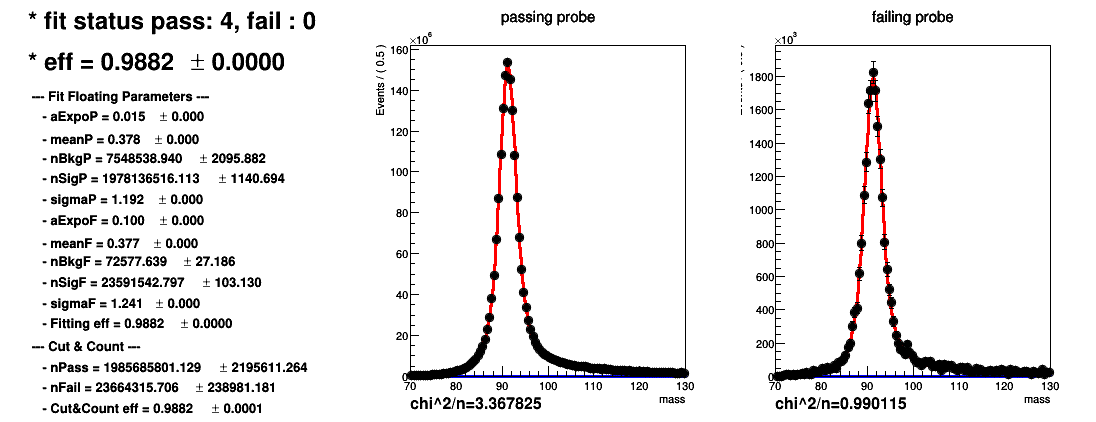 * fit status pass: 4, fail : 0
* eff = 0.9882 ± 0.0000
--- Fit Floating Parameters ---
- aExpoP = 0.015 ± 0.000
- meanP = 0.378 ± 0.000
- nBkgP = 7548538.940 ± 2095.882
- nSigP = 1978136516.113 ± 1140.694
- sigmaP = 1.192 ± 0.000
- aExpoF = 0.100 ± 0.000
- meanF = 0.377 ± 0.000
- nBkgF = 72577.639 ± 27.186
- nSigF = 23591542.797 ± 103.130
- sigmaF = 1.241 ± 0.000
- Fitting eff = 0.9882 ± 0.0000
--- Cut & Count ---
- nPass = 1985685801.129 ± 2195611.264
- nFail = 23664315.706 ± 238981.181
- Cut&Count eff = 0.9882 ± 0.0001
passing probe
×10⁶
Events / ( 0.5 )
160
140
120
100
80
60
40
20
0
70 80 90 100 110 120 130
mass
chi^2/n=3.367825
failing probe
×10³
1800
1600
1400
1200
1000
800
600
400
200
0
70 80 90 100 110 120 130
mass
chi^2/n=0.990115